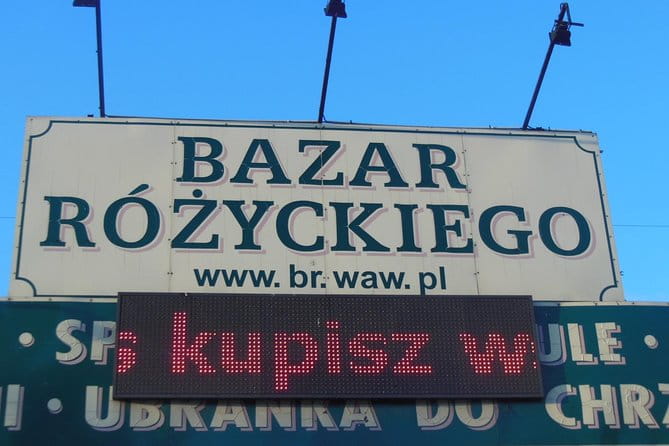 BAZAR
RÓŻYCKIEGO
www.br.waw.pl
s kupisz w
UBRANKA DO